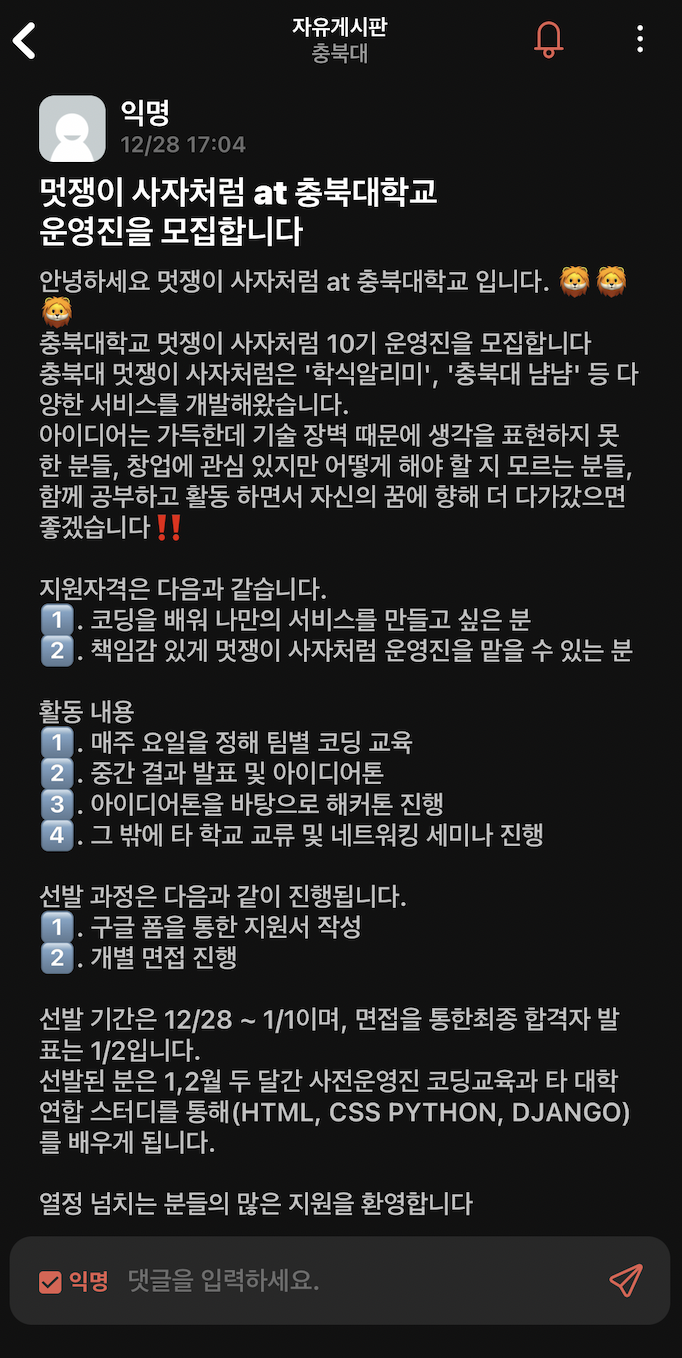 자유게시판
충북대
익명
12/28 17:04
멋쟁이 사자처럼 at 충북대학교
운영진을 모집합니다
안녕하세요 멋쟁이 사자처럼 at 충북대학교 입니다. 🦁🦁
🦁
충북대학교 멋쟁이 사자처럼 10기 운영진을 모집합니다
충북대 멋쟁이 사자처럼은 '학식알리미', '충북대 냠냠' 등 다
양한 서비스를 개발해왔습니다.
아이디어는 가득한데 기술 장벽 때문에 생각을 표현하지 못
한 분들, 창업에 관심 있지만 어떻게 해야 할 지 모르는 분들,
함께 공부하고 활동 하면서 자신의 꿈에 향해 더 다가갔으면
좋겠습니다‼️
지원자격은 다음과 같습니다.
1️⃣. 코딩을 배워 나만의 서비스를 만들고 싶은 분
2️⃣. 책임감 있게 멋쟁이 사자처럼 운영진을 맡을 수 있는 분
활동 내용
1️⃣. 매주 요일을 정해 팀별 코딩 교육
2️⃣. 중간 결과 발표 및 아이디어톤
3️⃣. 아이디어톤을 바탕으로 해커톤 진행
4️⃣. 그 밖에 타 학교 교류 및 네트워킹 세미나 진행
선발 과정은 다음과 같이 진행됩니다.
1️⃣. 구글 폼을 통한 지원서 작성
2️⃣. 개별 면접 진행
선발 기간은 12/28 ~ 1/1이며, 면접을 통한최종 합격자 발
표는 1/2입니다.
선발된 분은 1,2월 두 달간 사전운영진 코딩교육과 타 대학
연합 스터디를 통해(HTML, CSS PYTHON, DJANGO)
를 배우게 됩니다.
열정 넘치는 분들의 많은 지원을 환영합니다
익명 댓글을 입력하세요.